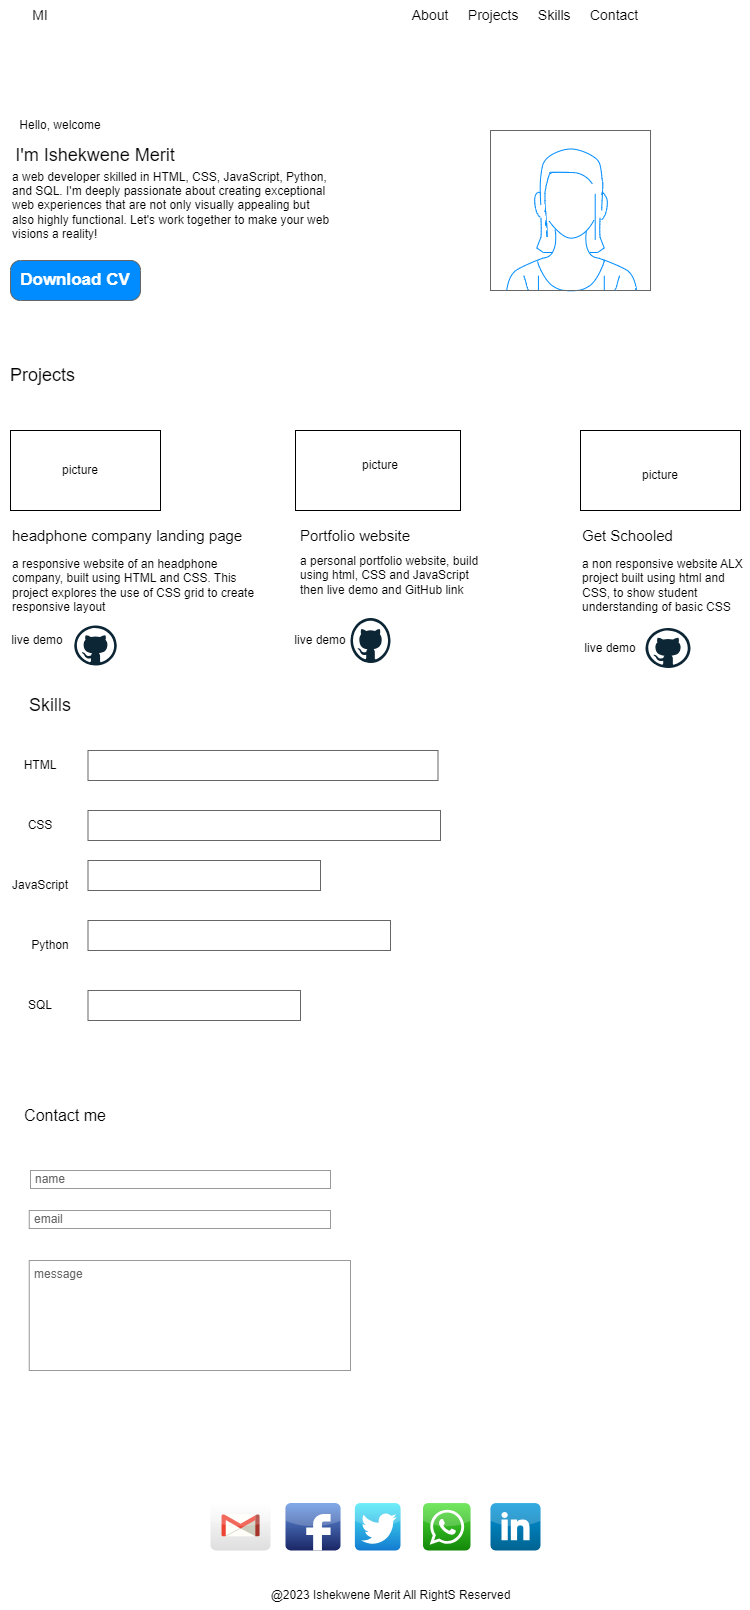 MI
About Projects Skills Contact
Hello, welcome
I'm Ishekwene Merit
a web developer skilled in HTML, CSS, JavaScript, Python,
and SQL. I'm deeply passionate about creating exceptional
web experiences that are not only visually appealing but
also highly functional. Let's work together to make your web
visions a reality!
Download CV
Projects
picture
picture
picture
headphone company landing page
a responsive website of an headphone
company, built using HTML and CSS. This
project explores the use of CSS grid to create
responsive layout
live demo
Portfolio website
a personal portfolio website, build
using html, CSS and JavaScript
then live demo and GitHub link
live demo
Get Schooled
a non responsive website ALX
project built using html and
CSS, to show student
understanding of basic CSS
live demo
Skills
HTML
CSS
JavaScript
Python
SQL
Contact me
name
email
message
f
in
@2023 Ishekwene Merit All RightS Reserved